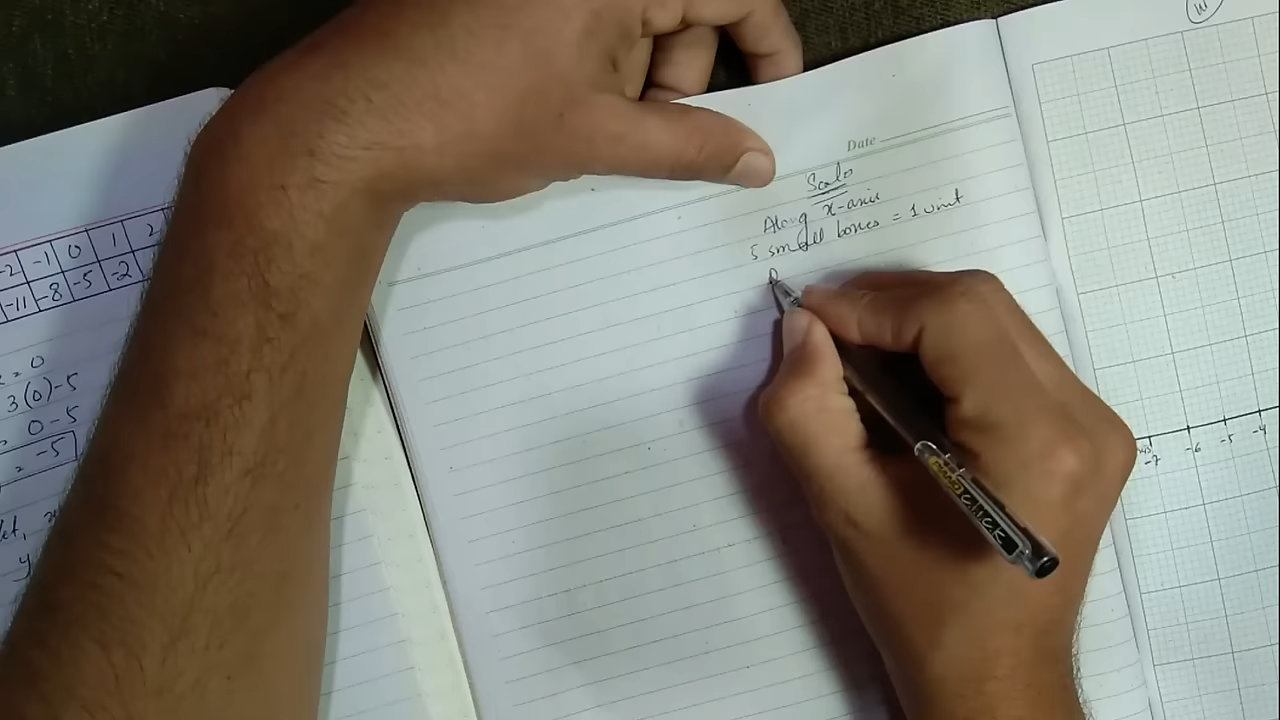 -2 -1 0 1 2
-11 -8 -5 -2
= 0
3(0)-5
= 0-5
= -5
y
Date
Scale
Along x-axis
5 small boxes = 1 unit
-7 -6 -5 -4
CLICK